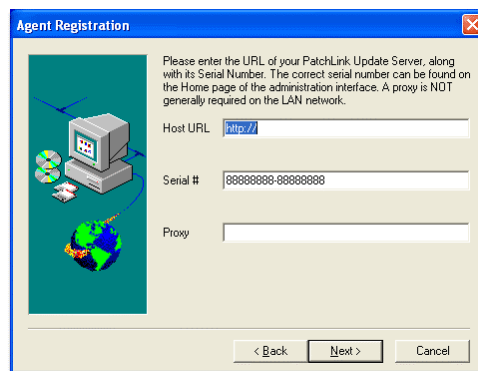 Agent Registration
Please enter the URL of your PatchLink Update Server, along
with its Serial Number. The correct serial number can be found on
the Home page of the administration interface. A proxy is NOT
generally required on the LAN network.
Host URL http://
Serial # 88888888-88888888
Proxy
< Back Next > Cancel